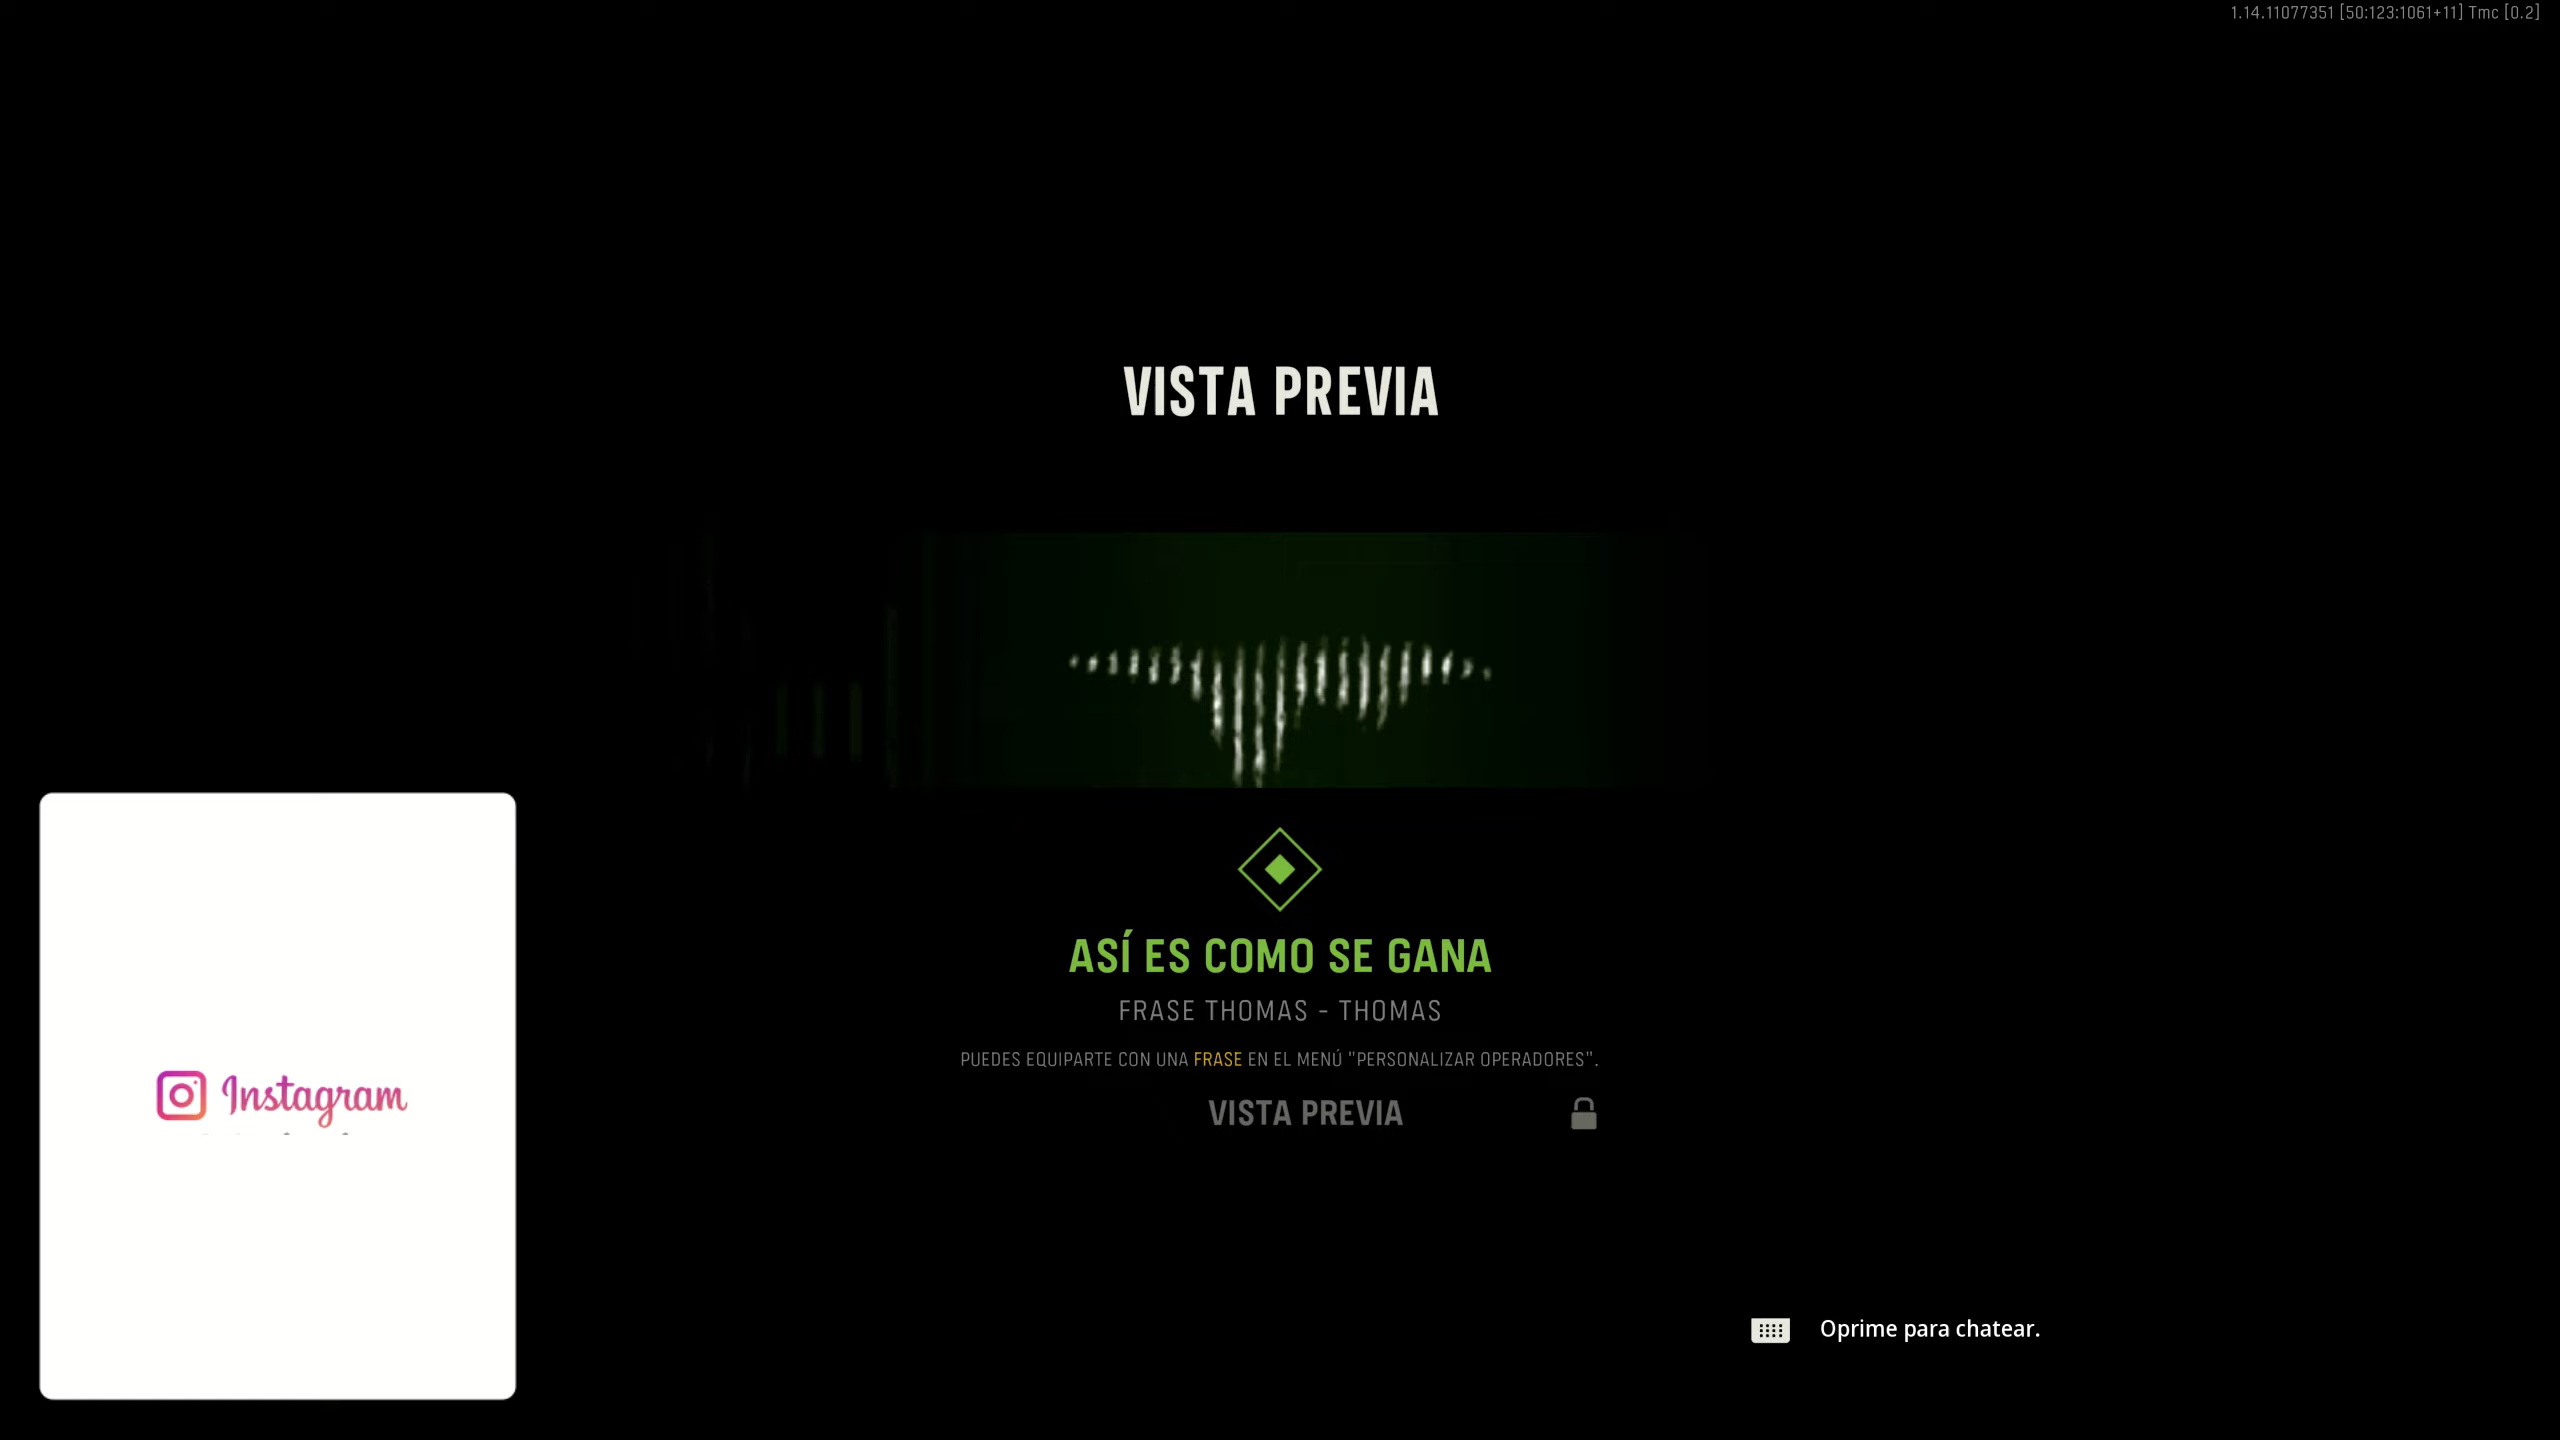 1.14.11077351 [50:123:1061+11] Tmc [0.2]
VISTA PREVIA
ASÍ ES COMO SE GANA
FRASE THOMAS - THOMAS
PUEDES EQUIPARTE CON UNA FRASE EN EL MENÚ "PERSONALIZAR OPERADORES".
VISTA PREVIA
Instagram
Oprime para chatear.